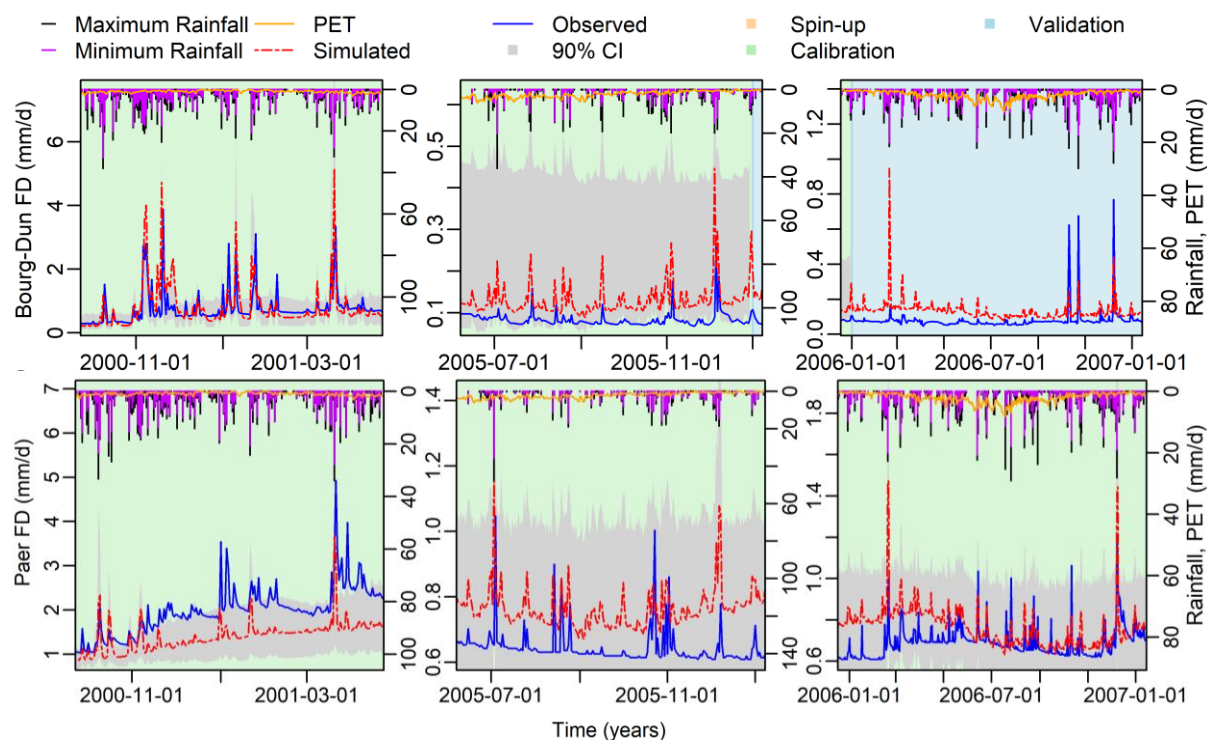 Maximum Rainfall PET Observed Spin-up Validation
Minimum Rainfall Simulated 90% CI Calibration
Bourg-Dun FD (mm/d)
0 2 4 6
0 20 40 60 80 100
2000-11-01 2001-03-01
0.1 0.3 0.5
0 20 40 60 80 100
2005-07-01 2005-11-01
0.0 0.4 0.8 1.2
0 20 40 60 80
Rainfall, PET (mm/d)
2006-01-01 2006-07-01 2007-01-01
Paer FD (mm/d)
1 2 3 4 5 6 7
0 20 40 60 80 100
2000-11-01 2001-03-01
0.6 0.8 1.0 1.2 1.4
0 20 60 100 140
2005-07-01 2005-11-01
0.6 1.0 1.4 1.8
0 20 40 60 80
Rainfall, PET (mm/d)
2006-01-01 2006-07-01 2007-01-01
Time (years)